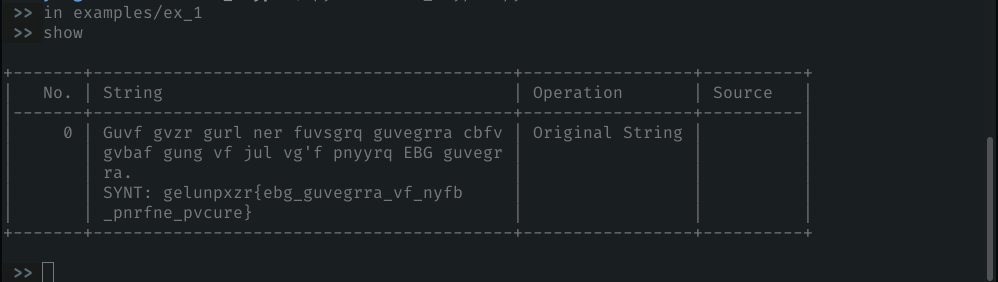 >> in examples/ex_1
>> show
No. | String | Operation | Source
0 | Guvf gvzr gurl ner fuvsgrq guvegrra cbfv | Original String
gvbaf gung vf jul vg'f pnyyrq EBG guvegr
ra.
SYNT: gelunpxzr{ebg_guvegrra_vf_nyfb
_pnrfne_pvcure}
>>